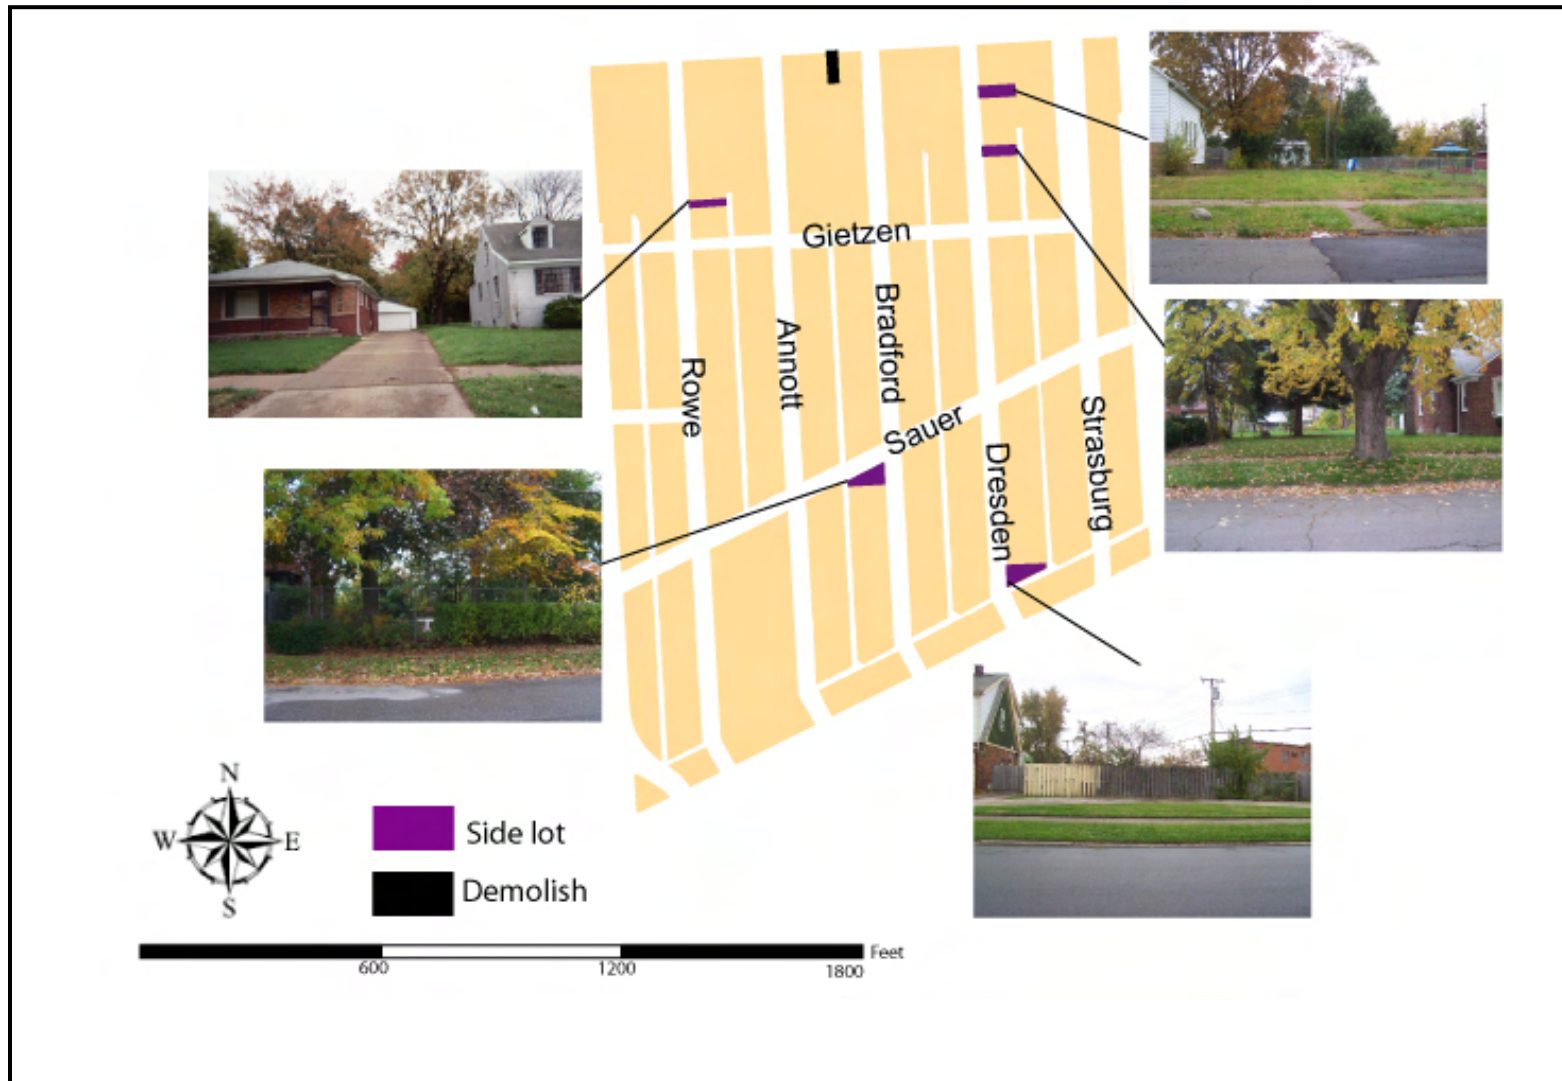 Gietzen
Bradford
Annott
Rowe
Sauer
Strasburg
Dresden
N
W
E
S
Side lot
Demolish
Feet
600
1200
1800